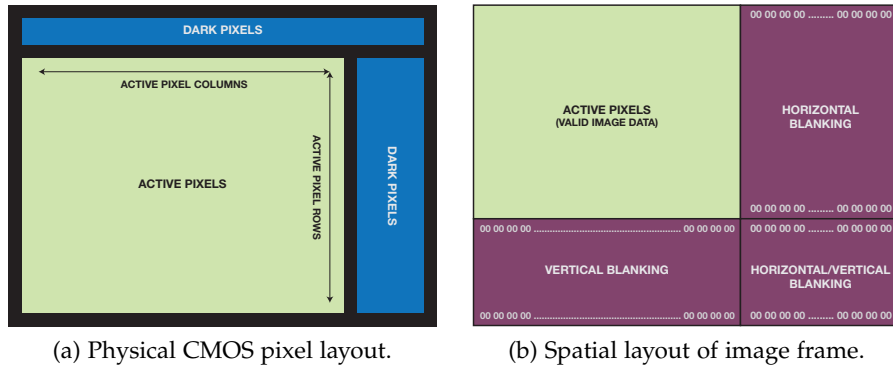 DARK PIXELS
ACTIVE PIXEL COLUMNS
ACTIVE PIXEL ROWS
ACTIVE PIXELS
DARK PIXELS
(a) Physical CMOS pixel layout.
00 00 00 00 ......... 00 00 00 00
ACTIVE PIXELS
(VALID IMAGE DATA)
HORIZONTAL
BLANKING
00 00 00 00 ......... 00 00 00 00
00 00 00 00 ..................................................... 00 00 00 00
00 00 00 00 ......... 00 00 00 00
VERTICAL BLANKING
HORIZONTAL/VERTICAL
BLANKING
00 00 00 00 ..................................................... 00 00 00 00
00 00 00 00 ......... 00 00 00 00
(b) Spatial layout of image frame.